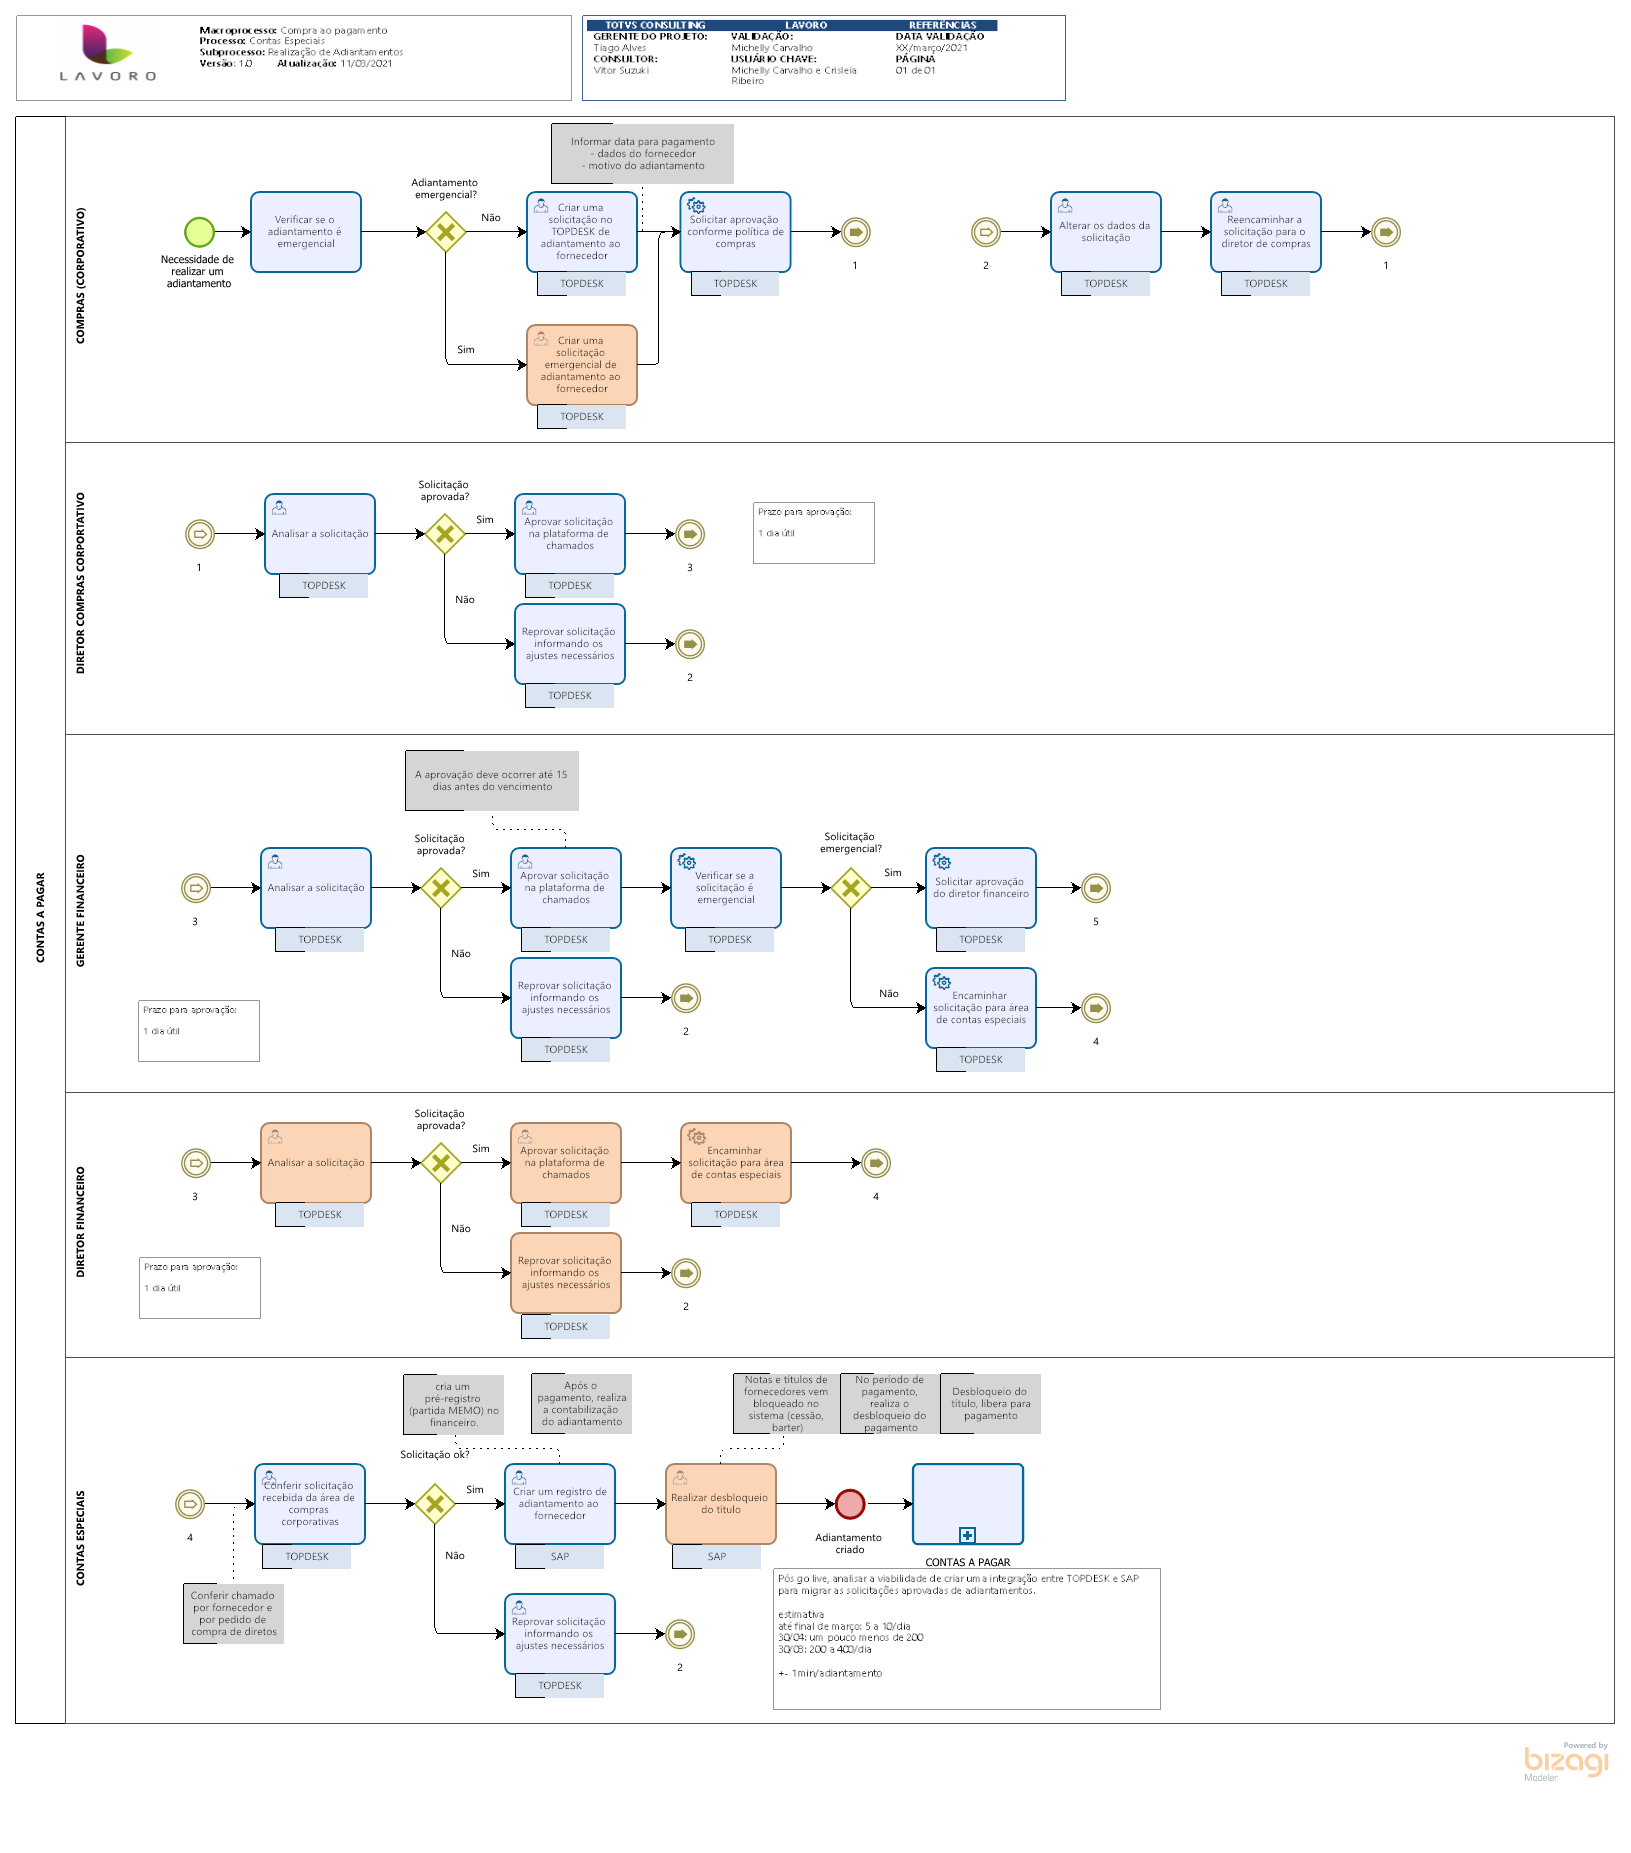 LAVORO
Macroprocesso: Compra ao pagamento
Processo: Contas Especiais
Subprocesso: Realização de Adiantamentos
Versão: 1.0 Atualização: 11/03/2021
TOTVS CONSULTING LAVORO REFERÊNCIAS
GERENTE DO PROJETO: VALIDAÇÃO: DATA VALIDAÇÃO
Tiago Alves Michelly Carvalho XX/março/2021
CONSULTOR: USUÁRIO CHAVE: PÁGINA
Vitor Suzuki Michelly Carvalho e Crisleia 01 de 01
Ribeiro
CONTAS A PAGAR
COMPRAS (CORPORATIVO)
Informar data para pagamento
- dados do fornecedor
- motivo do adiantamento
Necessidade de
realizar um
adiantamento
Verificar se o
adiantamento é
emergencial
Adiantamento
emergencial?
Não
Criar uma
solicitação no
TOPDESK de
adiantamento ao
fornecedor
TOPDESK
Solicitar aprovação
conforme política de
compras
TOPDESK
1
2
Alterar os dados da
solicitação
TOPDESK
Reencaminhar a
solicitação para o
diretor de compras
TOPDESK
1
Sim
Criar uma
solicitação
emergencial de
adiantamento ao
fornecedor
TOPDESK
DIRETOR COMPRAS CORPORTATIVO
1
Analisar a solicitação
TOPDESK
Solicitação
aprovada?
Sim
Aprovar solicitação
na plataforma de
chamados
TOPDESK
3
Prazo para aprovação:
1 dia útil
Não
Reprovar solicitação
informando os
ajustes necessários
TOPDESK
2
GERENTE FINANCEIRO
A aprovação deve ocorrer até 15
dias antes do vencimento
3
Analisar a solicitação
TOPDESK
Solicitação
aprovada?
Sim
Aprovar solicitação
na plataforma de
chamados
TOPDESK
Verificar se a
solicitação é
emergencial
TOPDESK
Solicitação
emergencial?
Sim
Solicitar aprovação
do diretor financeiro
TOPDESK
5
Não
Reprovar solicitação
informando os
ajustes necessários
TOPDESK
2
Não
Encaminhar
solicitação para área
de contas especiais
TOPDESK
4
Prazo para aprovação:
1 dia útil
DIRETOR FINANCEIRO
3
Analisar a solicitação
TOPDESK
Solicitação
aprovada?
Sim
Aprovar solicitação
na plataforma de
chamados
TOPDESK
Encaminhar
solicitação para área
de contas especiais
TOPDESK
4
Não
Reprovar solicitação
informando os
ajustes necessários
TOPDESK
2
Prazo para aprovação:
1 dia útil
CONTAS ESPECIAIS
cria um
pré-registro
(partida MEMO) no
financeiro.
Após o
pagamento, realiza
a contabilização
do adiantamento
Notas e títulos de
fornecedores vem
bloqueado no
sistema (cessão,
barter)
No período de
pagamento,
realiza o
desbloqueio do
pagamento
Desbloqueio do
título, libera para
pagamento
4
Conferir solicitação
recebida da área de
compras
corporativas
TOPDESK
Solicitação ok?
Sim
Criar um registro de
adiantamento ao
fornecedor
SAP
Realizar desbloqueio
do título
SAP
Adiantamento
criado
CONTAS A PAGAR
Conferir chamado
por fornecedor e
por pedido de
compra de diretos
Não
Reprovar solicitação
informando os
ajustes necessários
TOPDESK
2
Pós go live, analisar a viabilidade de criar uma integração entre TOPDESK e SAP
para migrar as solicitações aprovadas de adiantamentos.
estimativa
até final de março: 5 a 10/dia
30/04: um pouco menos de 200
30/03: 200 a 400/dia
+- 1min/adiantamento
Powered by
bizagi
Modeler